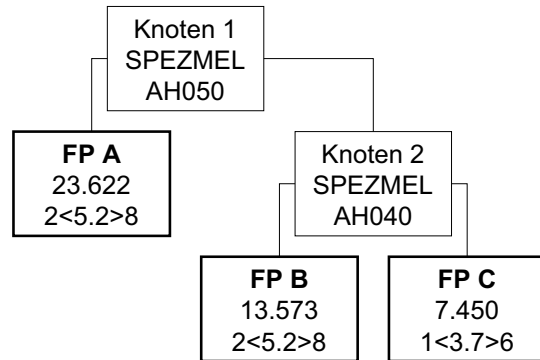 Knoten 1
SPEZMEL
AH050
FP A
23.622
2<5.2>8
Knoten 2
SPEZMEL
AH040
FP B
13.573
2<5.2>8
FP C
7.450
1<3.7>6